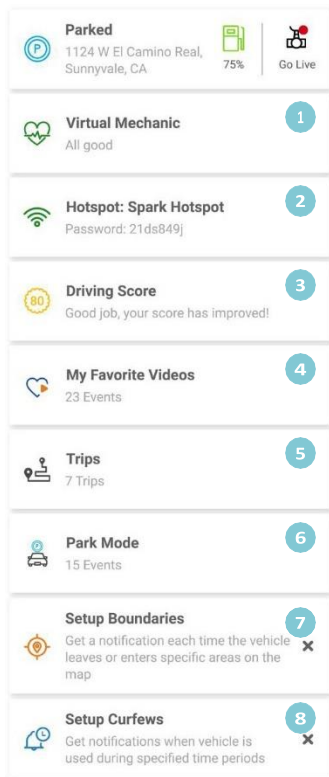 Parked
1124 W El Camino Real,
Sunnyvale, CA
75%
Go Live
Virtual Mechanic
All good
1
Hotspot: Spark Hotspot
Password: 21ds849j
2
80
Driving Score
Good job, your score has improved!
3
My Favorite Videos
23 Events
4
Trips
7 Trips
5
Park Mode
15 Events
6
Setup Boundaries
Get a notification each time the vehicle
leaves or enters specific areas on the
map
7
Setup Curfews
Get notifications when vehicle is
used during specified time periods
8